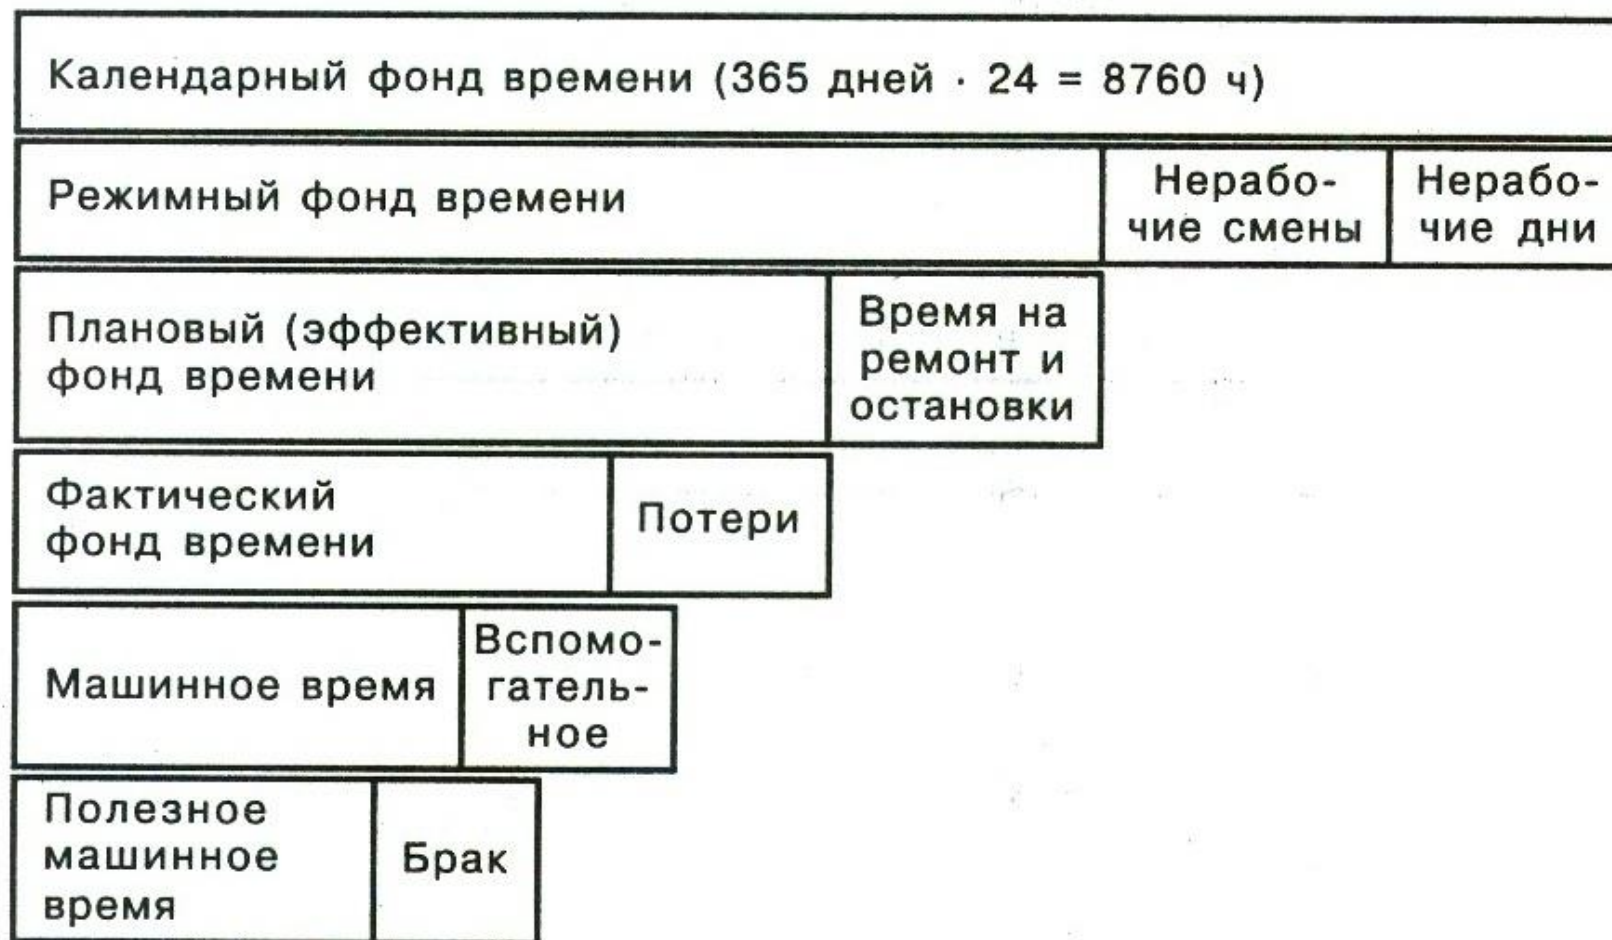 Календарный фонд времени (365 дней · 24 = 8760 ч)
Режимный фонд времени
Нерабо-
чие смены
Нерабо-
чие дни
Плановый (эффективный)
фонд времени
Время на
ремонт и
остановки
Фактический
фонд времени
Потери
Машинное время
Вспомо-
гатель-
ное
Полезное
машинное
время
Брак